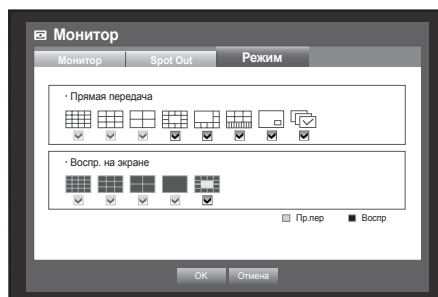 Монитор
Монитор Spot Out Режим
· Прямая передача
· Воспр. на экране
Пр.пер Воспр
OK Отмена